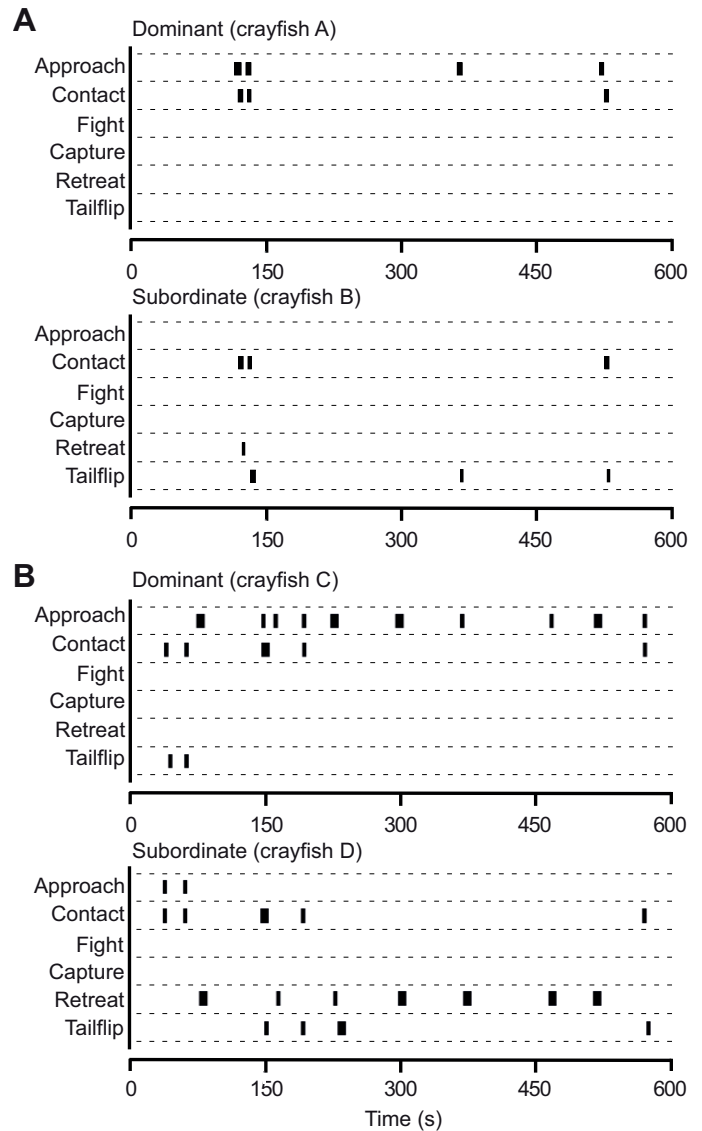 A
Dominant (crayfish A)
Approach
Contact
Fight
Capture
Retreat
Tailflip
0 150 300 450 600
Subordinate (crayfish B)
Approach
Contact
Fight
Capture
Retreat
Tailflip
0 150 300 450 600
B
Dominant (crayfish C)
Approach
Contact
Fight
Capture
Retreat
Tailflip
0 150 300 450 600
Subordinate (crayfish D)
Approach
Contact
Fight
Capture
Retreat
Tailflip
0 150 300 450 600
Time (s)